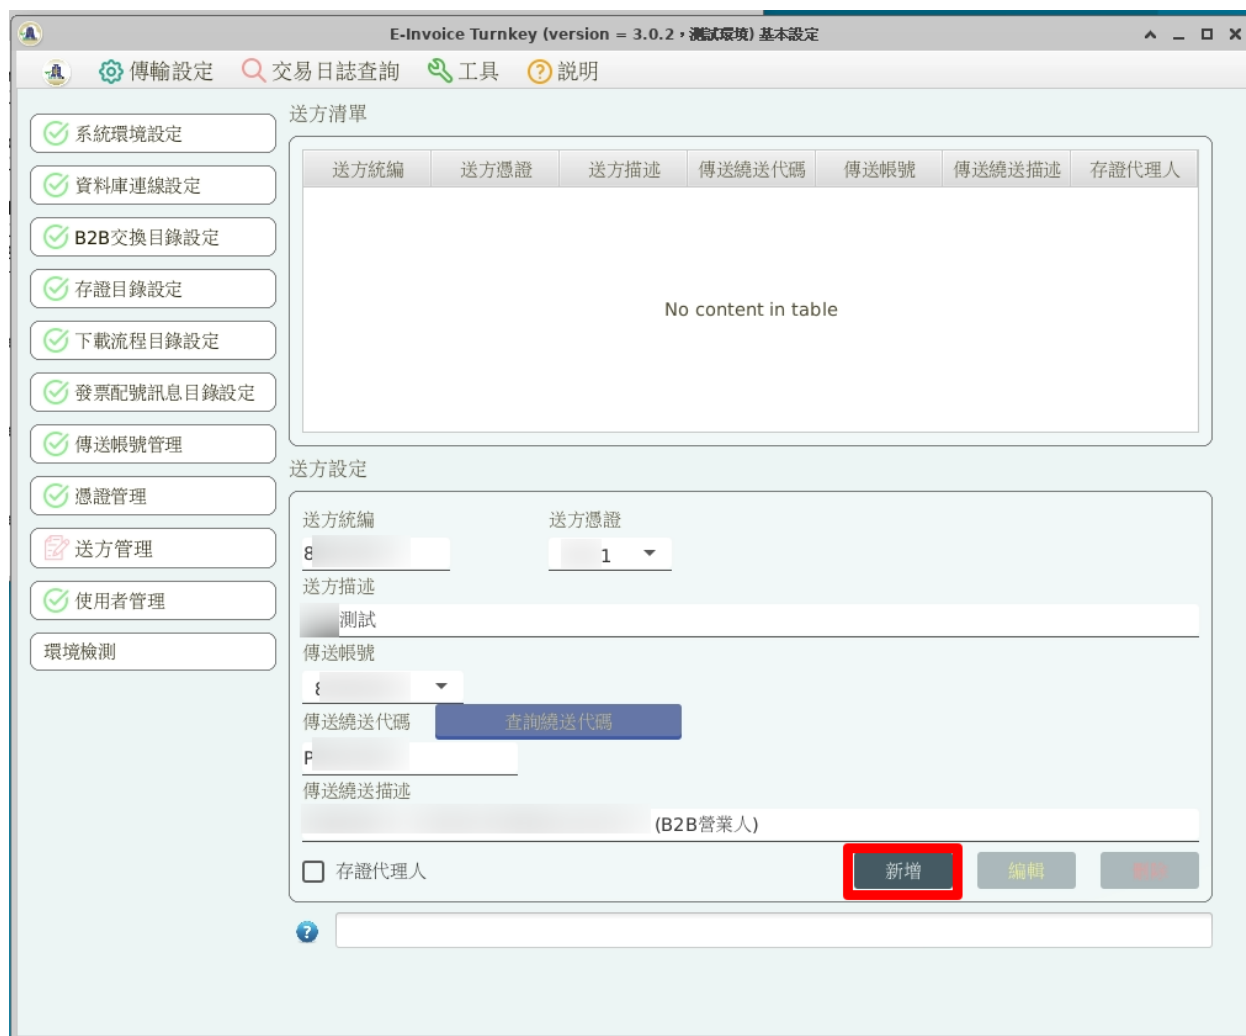 E-Invoice Turnkey (version = 3.0.2，測試環境) 基本設定
傳輸設定 交易日誌查詢 工具 說明
系統環境設定
資料庫連線設定
B2B交換目錄設定
存證目錄設定
下載流程目錄設定
發票配號訊息目錄設定
傳送帳號管理
憑證管理
送方管理
使用者管理
環境檢測
送方清單
送方統編 送方憑證 送方描述 傳送繞送代碼 傳送帳號 傳送繞送描述 存證代理人
No content in table
送方設定
送方統編 送方憑證
8 1
送方描述
測試
傳送帳號
8
傳送繞送代碼 查詢繞送代碼
P
傳送繞送描述
(B2B營業人)
存證代理人 新增 編輯